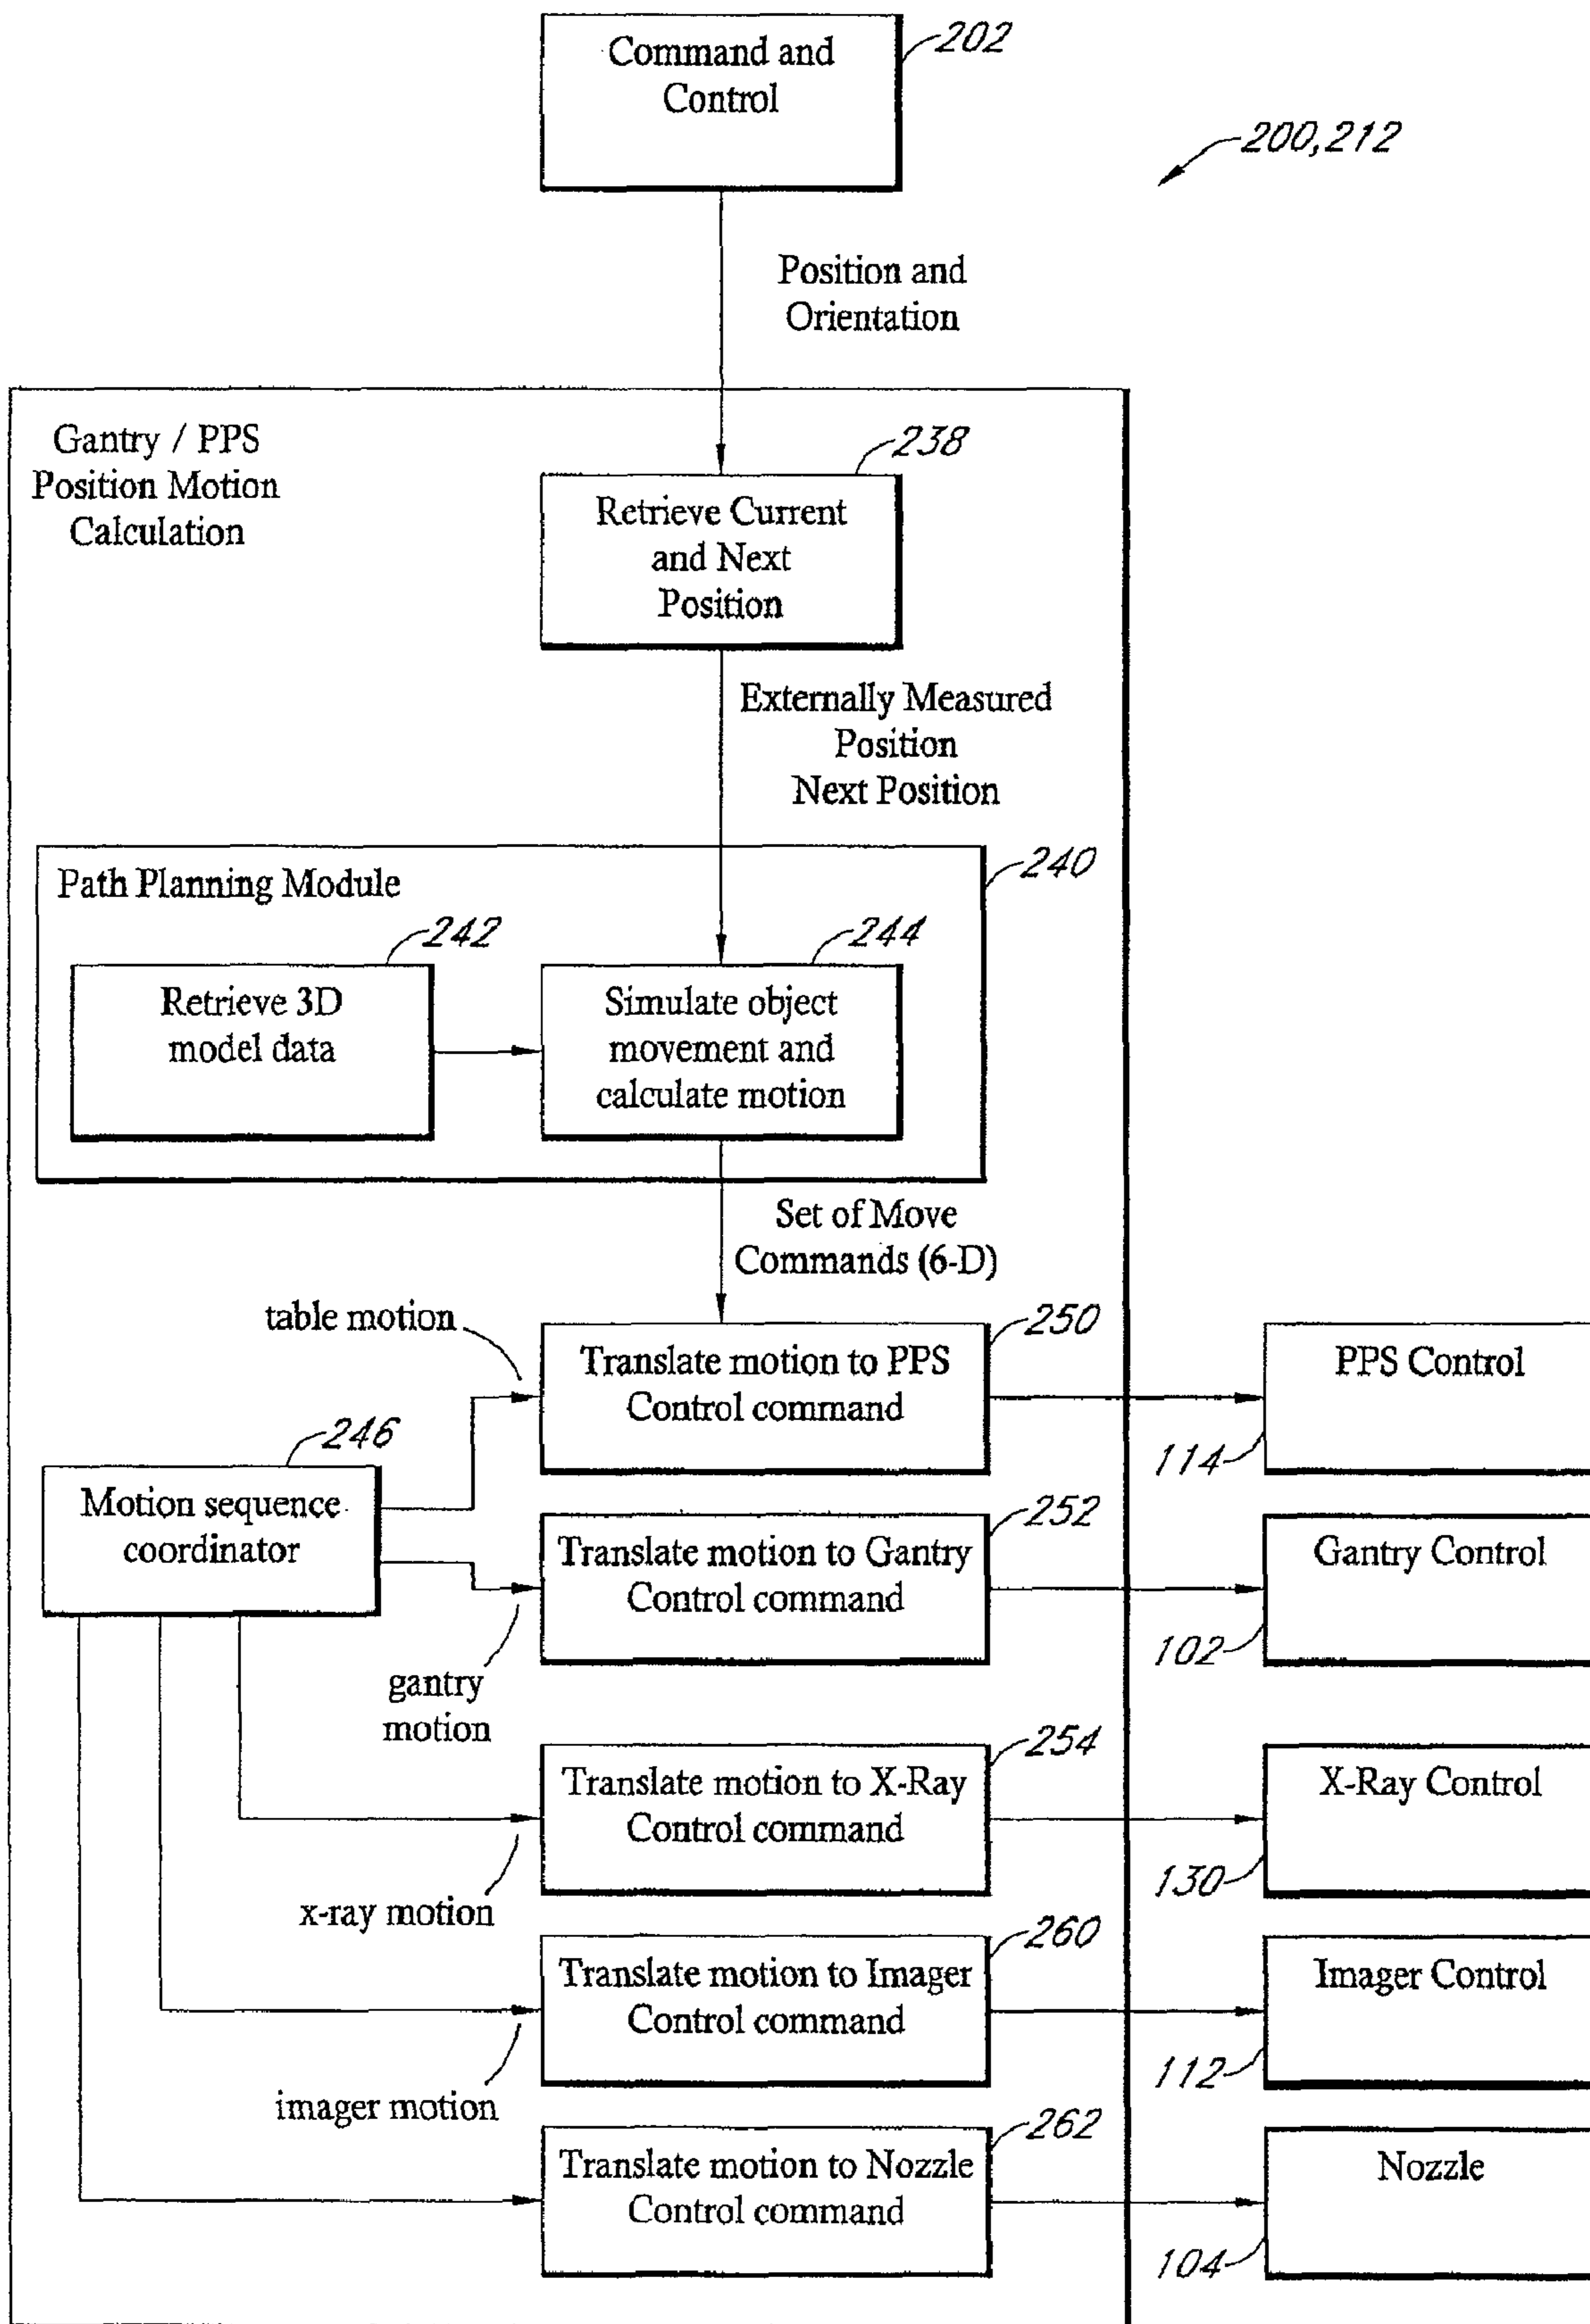 Command and
Control
202
200,212
Position and
Orientation
Gantry / PPS
Position Motion
Calculation
238
Retrieve Current
and Next
Position
Externally Measured
Position
Next Position
240
Path Planning Module
242
244
Retrieve 3D
model data
Simulate object
movement and
calculate motion
Set of Move
Commands (6-D)
table motion
250
Translate motion to PPS
Control command
PPS Control
114
246
Motion sequence
coordinator
252
Translate motion to Gantry
Control command
Gantry Control
102
gantry
motion
254
Translate motion to X-Ray
Control command
X-Ray Control
130
x-ray motion
260
Translate motion to Imager
Control command
Imager Control
112
imager motion
262
Translate motion to Nozzle
Control command
Nozzle
104